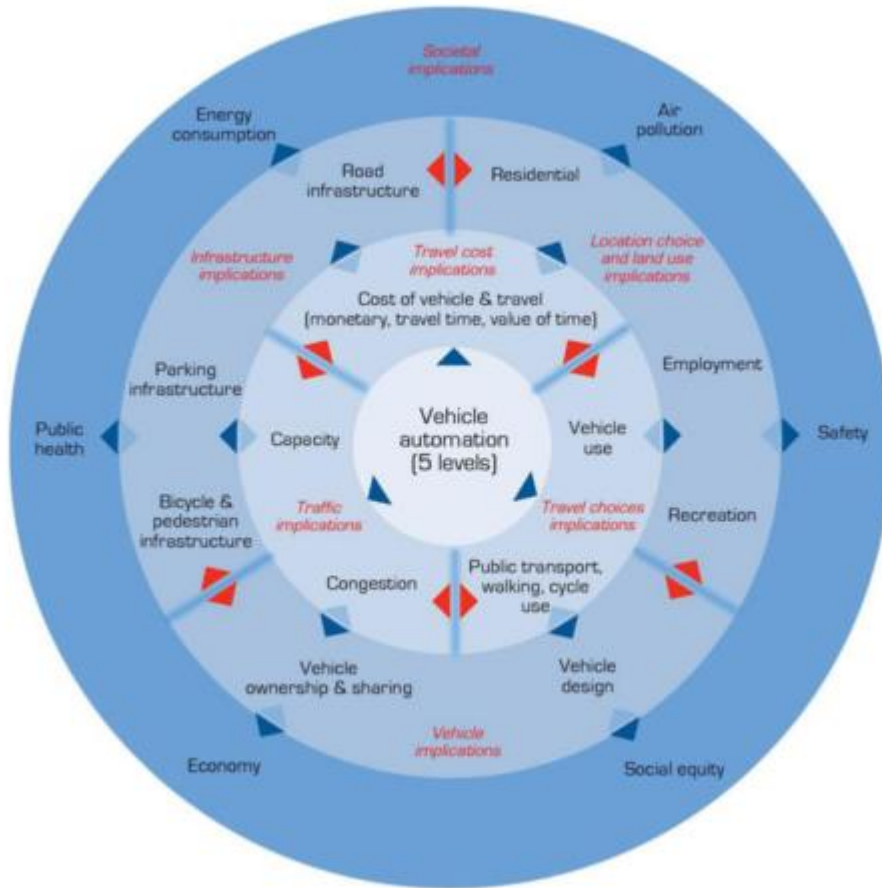 Societal
implications
Energy
consumption
Air
pollution
Road
infrastructure
Residential
Infrastructure
implications
Travel cost
implications
Location choice
and land use
implications
Cost of vehicle & travel
(monetary, travel time, value of time)
Parking
infrastructure
Employment
Public
health
Capacity
Vehicle
automation
(5 levels)
Vehicle
use
Safety
Bicycle &
pedestrian
infrastructure
Traffic
implications
Travel choices
implications
Recreation
Congestion
Public transport,
walking, cycle
use
Vehicle
ownership & sharing
Vehicle
design
Vehicle
implications
Economy
Social equity